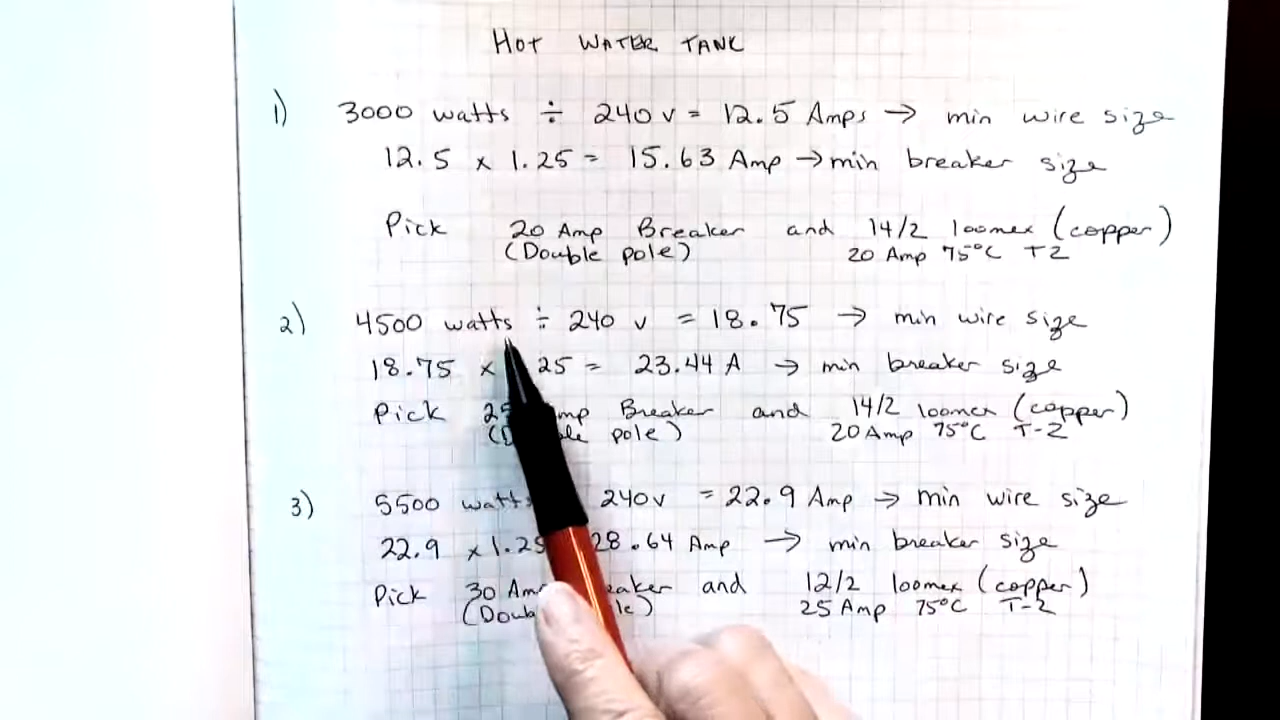 HOT WATER TANK
1) 3000 watts ÷ 240 v = 12.5 Amps → min wire size
12.5 x 1.25 = 15.63 Amp → min breaker size
Pick 20 Amp Breaker and 14/2 loomex (copper)
(Double pole) 20 Amp 75°C T2
2) 4500 watts ÷ 240 v = 18.75 → min wire size
18.75 x 25 = 23.44 A → min breaker size
Pick Breaker and 14/2 loomex (copper)
pole) 20 Amp 75°C T-2
3) 5500 watts 240v = 22.9 Amp → min wire size
22.9 x 1.25 28.64 Amp → min breaker size
Pick 30 and 12/2 loomex (copper)
25 Amp 75°C T-2